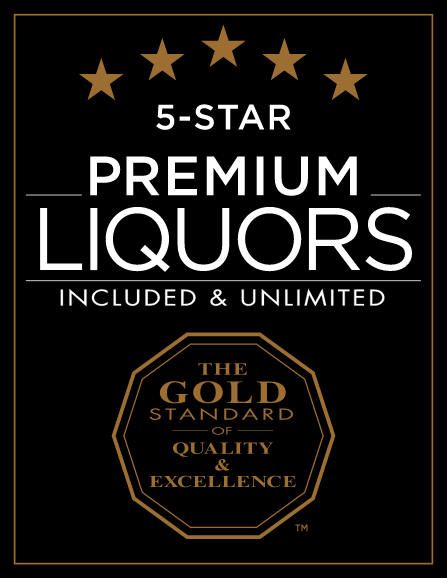 5-STAR
PREMIUM
LIQUORS
INCLUDED & UNLIMITED
THE
GOLD
STANDARD
OF
QUALITY
&
EXCELLENCE
TM